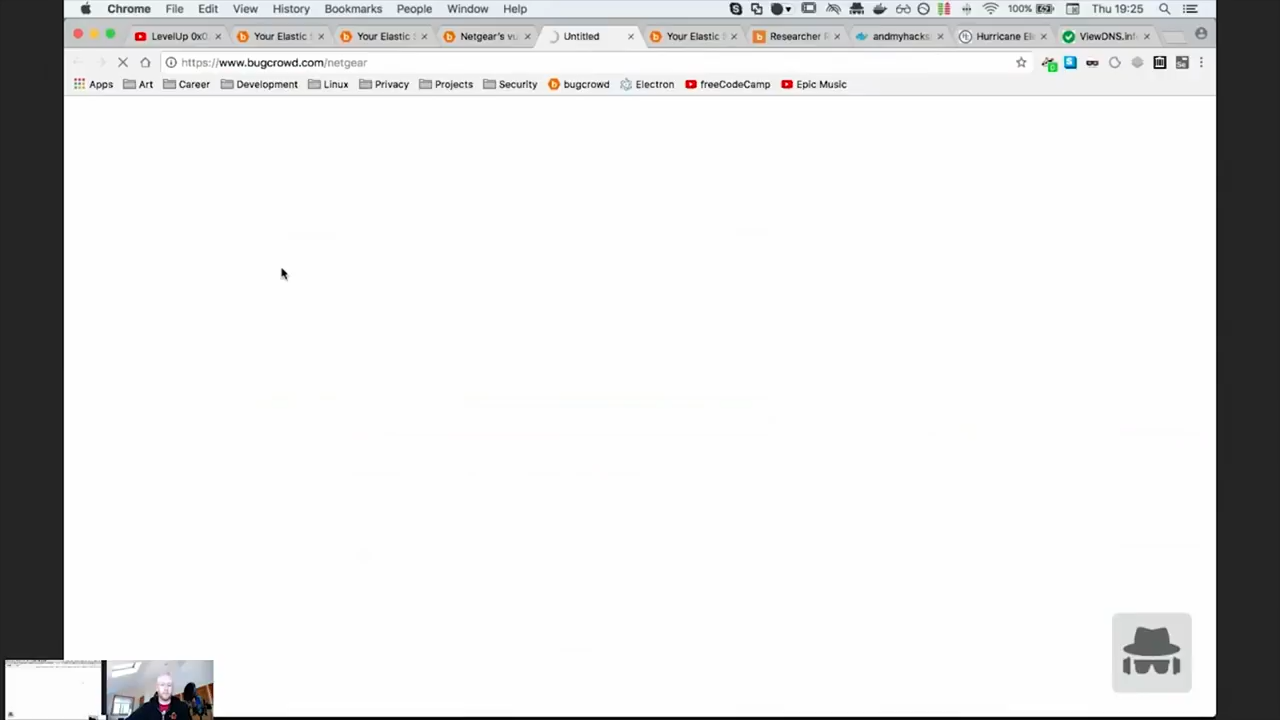 Chrome File Edit View History Bookmarks People Window Help 100% Thu 19:25
LevelUp 0x0 Your Elastic Your Elastic Netgear's vu Untitled Your Elastic Researcher andmyhacks Hurricane Ele ViewDNS.inf
https://www.bugcrowd.com/netgear
Apps Art Career Development Linux Privacy Projects Security bugcrowd Electron freeCodeCamp Epic Music